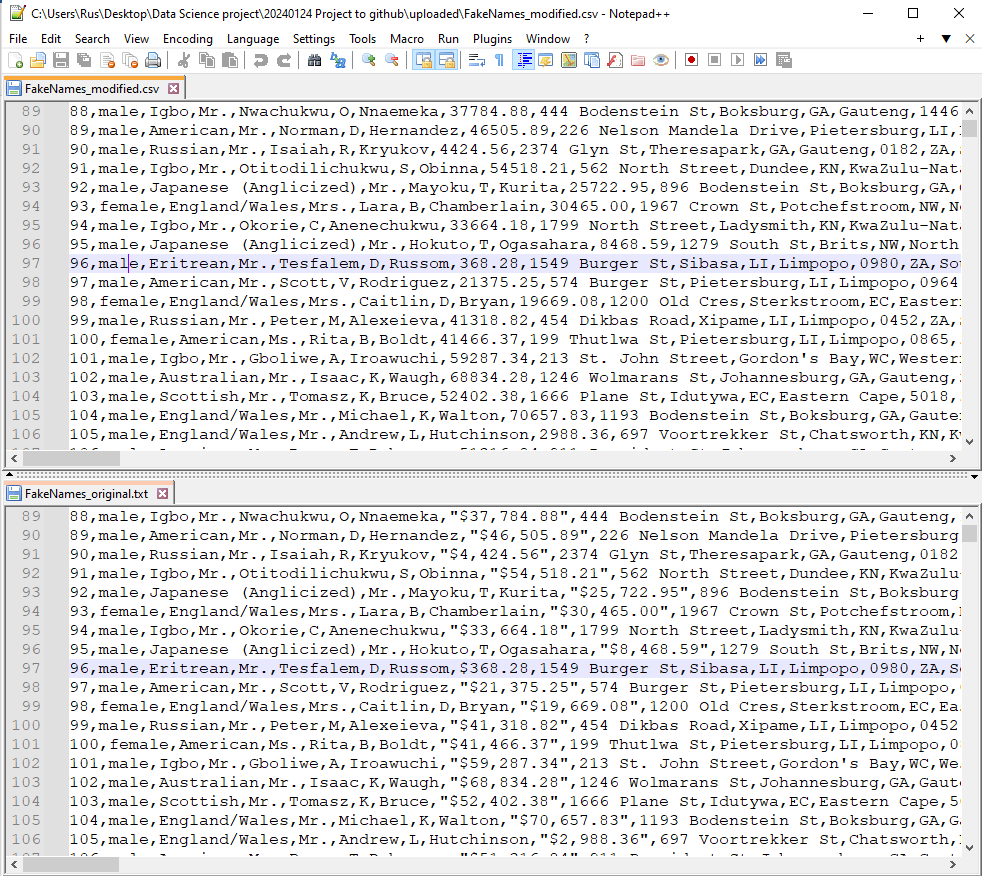 C:\Users\Rus\Desktop\Data Science project\20240124 Project to github\uploaded\FakeNames_modified.csv - Notepad++
File Edit Search View Encoding Language Settings Tools Macro Run Plugins Window ?
FakeNames_modified.csv
89 88,male,Igbo,Mr.,Nwachukwu,O,Nnaemeka,37784.88,444 Bodenstein St,Boksburg,GA,Gauteng,1446
90 89,male,American,Mr.,Norman,D,Hernandez,46505.89,226 Nelson Mandela Drive,Pietersburg,LI,
91 90,male,Russian,Mr.,Isaiah,R,Kryukov,4424.56,2374 Glyn St,Theresapark,GA,Gauteng,0182,ZA,
92 91,male,Igbo,Mr.,Otitodilichukwu,S,Obinna,54518.21,562 North Street,Dundee,KN,KwaZulu-Nat
93 92,male,Japanese (Anglicized),Mr.,Mayoku,T,Kurita,25722.95,896 Bodenstein St,Boksburg,GA,
94 93,female,England/Wales,Mrs.,Lara,B,Chamberlain,30465.00,1967 Crown St,Potchefstroom,NW,No
95 94,male,Igbo,Mr.,Okorie,C,Anenechukwu,33664.18,1799 North Street,Ladysmith,KN,KwaZulu-Nat
96 95,male,Japanese (Anglicized),Mr.,Hokuto,T,Ogasahara,8468.59,1279 South St,Brits,NW,North
97 96,male,Eritrean,Mr.,Tesfalem,D,Russom,368.28,1549 Burger St,Sibasa,LI,Limpopo,0980,ZA,Sou
98 97,male,American,Mr.,Scott,V,Rodriguez,21375.25,574 Burger St,Pietersburg,LI,Limpopo,0964
99 98,female,England/Wales,Mrs.,Caitlin,D,Bryan,19669.08,1200 Old Cres,Sterkstroom,EC,Eastern
100 99,male,Russian,Mr.,Peter,M,Alexeieva,41318.82,454 Dikbas Road,Xipame,LI,Limpopo,0452,ZA,
101 100,female,American,Ms.,Rita,B,Boldt,41466.37,199 Thutlwa St,Pietersburg,LI,Limpopo,0865,
102 101,male,Igbo,Mr.,Gboliwe,A,Iroawuchi,59287.34,213 St. John Street,Gordon's Bay,WC,Western
103 102,male,Australian,Mr.,Isaac,K,Waugh,68834.28,1246 Wolmarans St,Johannesburg,GA,Gauteng,
104 103,male,Scottish,Mr.,Tomasz,K,Bruce,52402.38,1666 Plane St,Idutywa,EC,Eastern Cape,5018,
105 104,male,England/Wales,Mr.,Michael,K,Walton,70657.83,1193 Bodenstein St,Boksburg,GA,Gauten
106 105,male,England/Wales,Mr.,Andrew,L,Hutchinson,2988.36,697 Voortrekker St,Chatsworth,KN,Kw
FakeNames_original.txt
89 88,male,Igbo,Mr.,Nwachukwu,O,Nnaemeka,"$37,784.88",444 Bodenstein St,Boksburg,GA,Gauteng,
90 89,male,American,Mr.,Norman,D,Hernandez,"$46,505.89",226 Nelson Mandela Drive,Pietersburg
91 90,male,Russian,Mr.,Isaiah,R,Kryukov,"$4,424.56",2374 Glyn St,Theresapark,GA,Gauteng,0182
92 91,male,Igbo,Mr.,Otitodilichukwu,S,Obinna,"$54,518.21",562 North Street,Dundee,KN,KwaZulu
93 92,male,Japanese (Anglicized),Mr.,Mayoku,T,Kurita,"$25,722.95",896 Bodenstein St,Boksburg
94 93,female,England/Wales,Mrs.,Lara,B,Chamberlain,"$30,465.00",1967 Crown St,Potchefstroom,
95 94,male,Igbo,Mr.,Okorie,C,Anenechukwu,"$33,664.18",1799 North Street,Ladysmith,KN,KwaZulu
96 95,male,Japanese (Anglicized),Mr.,Hokuto,T,Ogasahara,"$8,468.59",1279 South St,Brits,NW,
97 96,male,Eritrean,Mr.,Tesfalem,D,Russom,$368.28,1549 Burger St,Sibasa,LI,Limpopo,0980,ZA,So
98 97,male,American,Mr.,Scott,V,Rodriguez,"$21,375.25",574 Burger St,Pietersburg,LI,Limpopo,
99 98,female,England/Wales,Mrs.,Caitlin,D,Bryan,"$19,669.08",1200 Old Cres,Sterkstroom,EC,Ea
100 99,male,Russian,Mr.,Peter,M,Alexeieva,"$41,318.82",454 Dikbas Road,Xipame,LI,Limpopo,0452
101 100,female,American,Ms.,Rita,B,Boldt,"$41,466.37",199 Thutlwa St,Pietersburg,LI,Limpopo,0
102 101,male,Igbo,Mr.,Gboliwe,A,Iroawuchi,"$59,287.34",213 St. John Street,Gordon's Bay,WC,We
103 102,male,Australian,Mr.,Isaac,K,Waugh,"$68,834.28",1246 Wolmarans St,Johannesburg,GA,Gaut
104 103,male,Scottish,Mr.,Tomasz,K,Bruce,"$52,402.38",1666 Plane St,Idutywa,EC,Eastern Cape,5
105 104,male,England/Wales,Mr.,Michael,K,Walton,"$70,657.83",1193 Bodenstein St,Boksburg,GA,G
106 105,male,England/Wales,Mr.,Andrew,L,Hutchinson,"$2,988.36",697 Voortrekker St,Chatsworth,